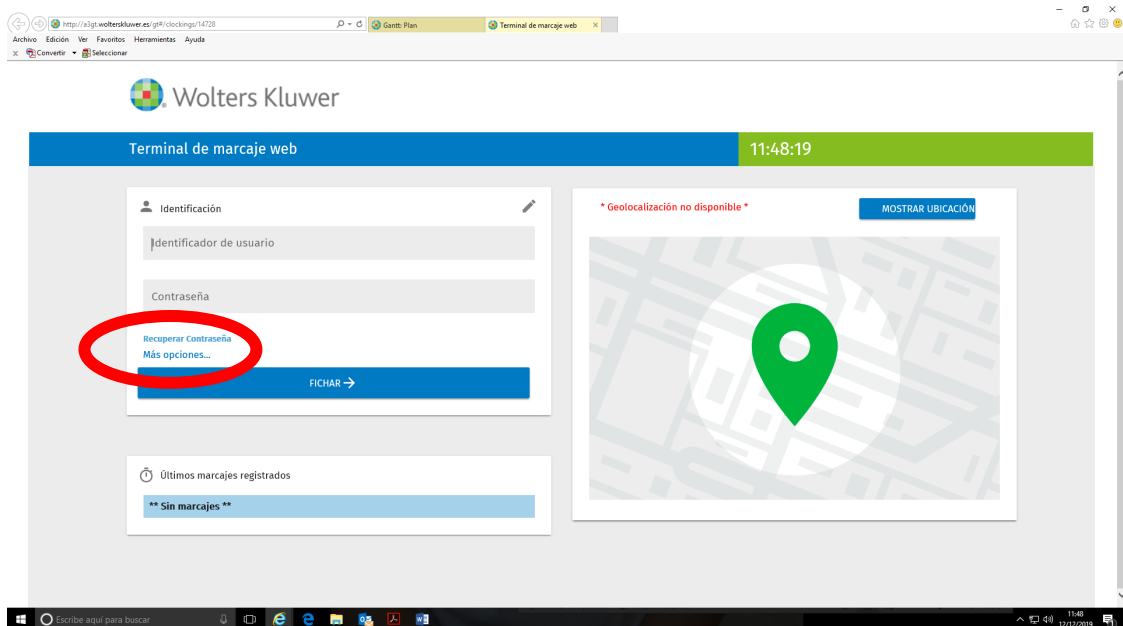 http://a3gt.wolterskluwer.es/gt#/clockings/14728
Gantt: Plan
Terminal de marcaje web
Archivo Edición Ver Favoritos Herramientas Ayuda
Convertir Seleccionar
Wolters Kluwer
Terminal de marcaje web
11:48:19
Identificación
Identificador de usuario
Contraseña
Recuperar Contraseña
Más opciones...
FICHAR
* Geolocalización no disponible *
MOSTRAR UBICACIÓN
Últimos marcajes registrados
** Sin marcajes **
Escribe aquí para buscar
11:48
12/12/2019